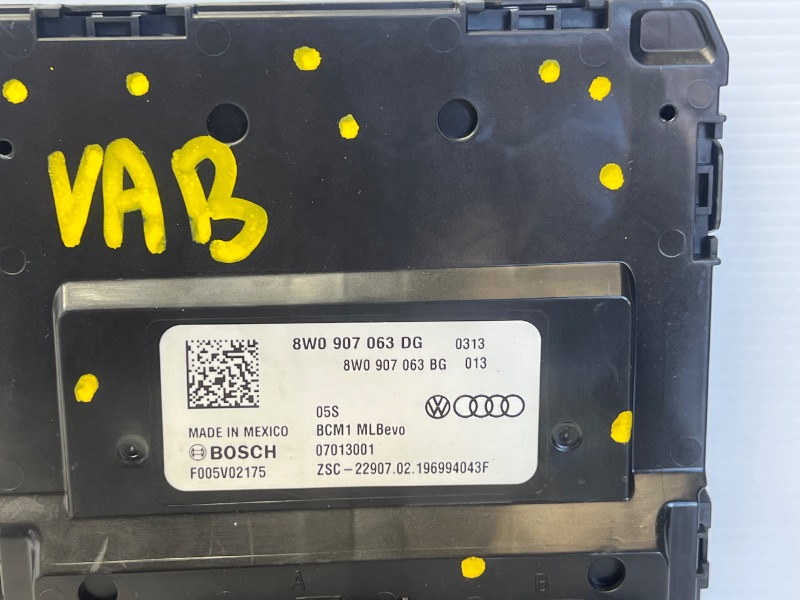 VAB
8W0 907 063 DG 0313
8W0 907 063 BG 013
05S
MADE IN MEXICO BCM1 MLBevo
BOSCH 07013001
F005V02175 ZSC-22907.02.196994043F
A B